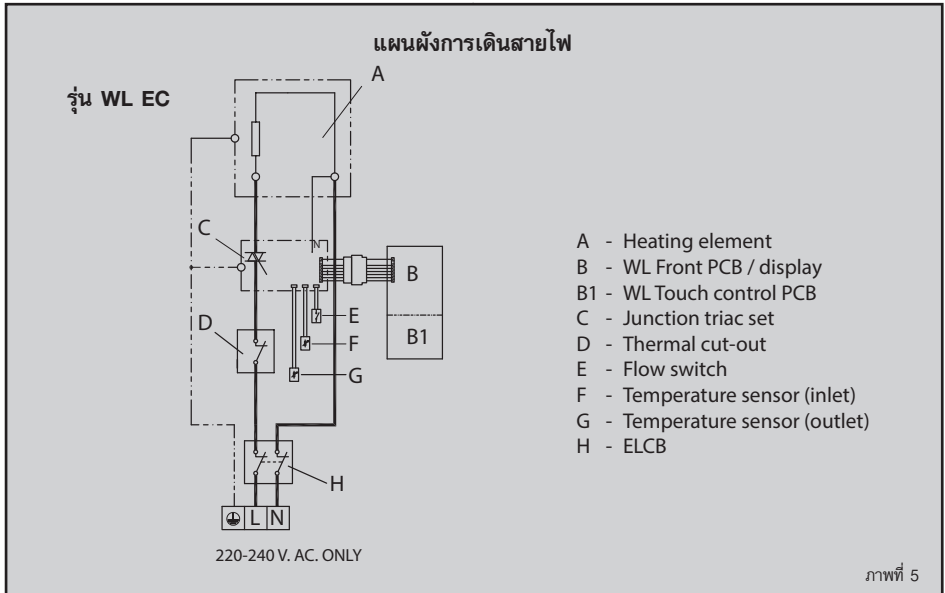 แผนผังการเดินสายไฟ
รุ่น WL EC
A
C
N
B
E
D
F
B1
G
H
L N
220-240 V. AC. ONLY
A - Heating element
B - WL Front PCB / display
B1 - WL Touch control PCB
C - Junction triac set
D - Thermal cut-out
E - Flow switch
F - Temperature sensor (inlet)
G - Temperature sensor (outlet)
H - ELCB
ภาพที่ 5